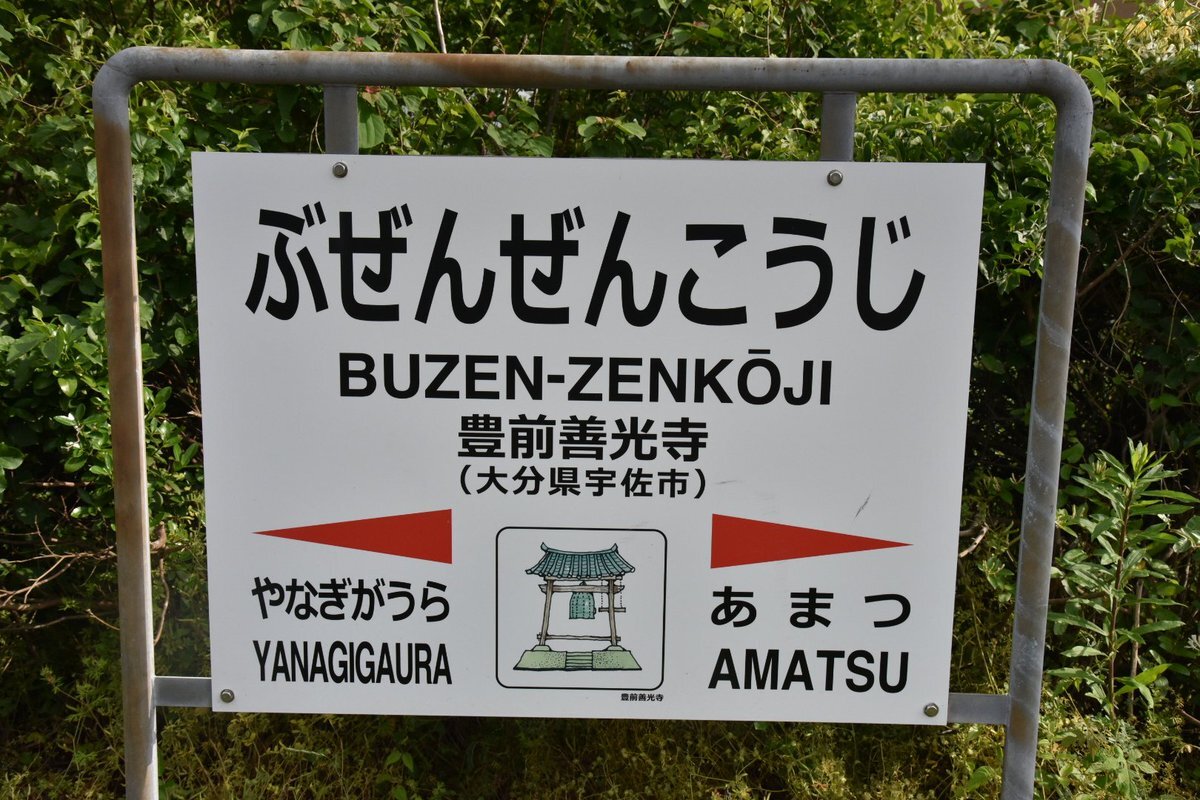 ぶぜんぜんこうじ
BUZEN-ZENKŌJI
豊前善光寺
（大分県宇佐市）
やなぎがうら
YANAGIGAURA
あまつ
AMATSU
豊前善光寺